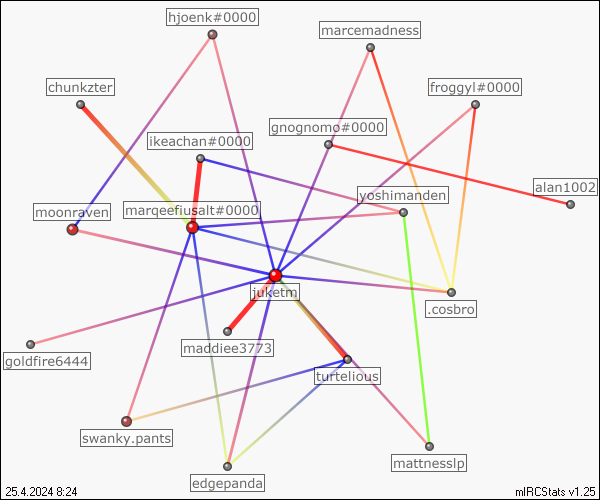 hjoenk#0000
marcemadness
chunkzter
froggyl#0000
gnognomo#0000
ikeachan#0000
alan1002
yoshimanden
moonraven
marqeefiusalt#0000
juketm
.cosbro
maddiee3773
goldfire6444
turtelious
swanky.pants
mattnesslp
edgepanda
25.4.2024 8:24
mIRCStats v1.25